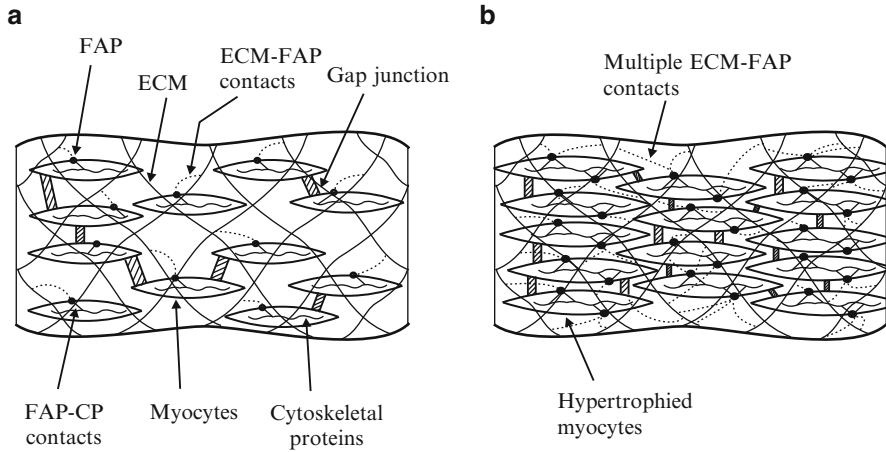 a
FAP
ECM
ECM-FAP
contacts
Gap junction
FAP-CP
contacts
Myocytes
Cytoskeletal
proteins
b
Multiple ECM-FAP
contacts
Hypertrophied
myocytes